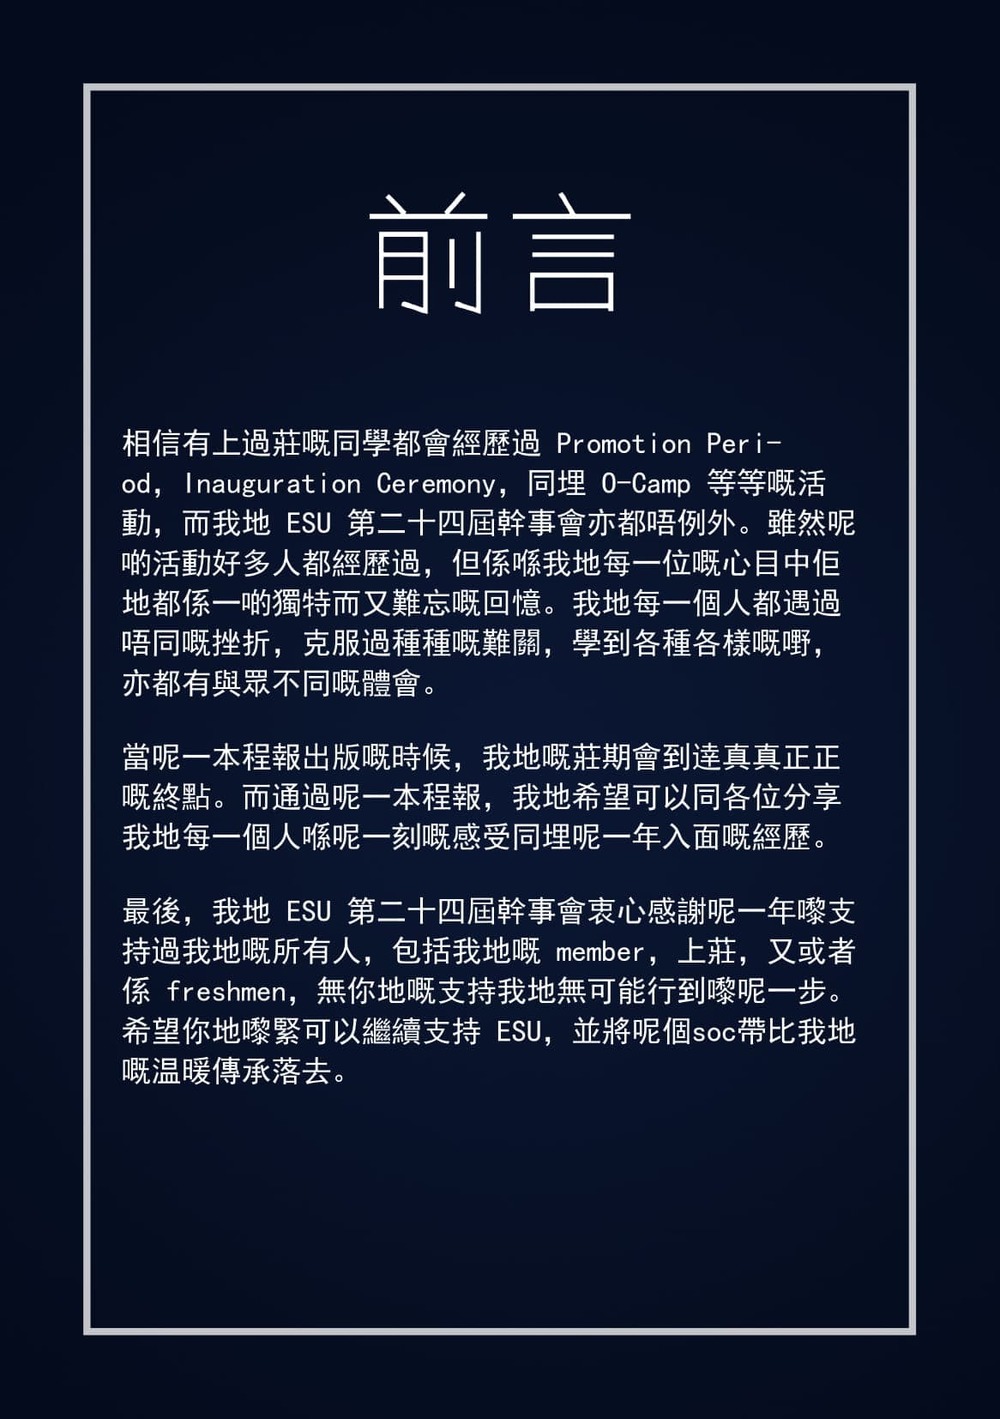 前言
相信有上過莊嘅同學都會經歷過 Promotion Peri-
od, Inauguration Ceremony, 同埋 O-Camp 等等嘅活
動，而我地 ESU 第二十四屆幹事會亦都唔例外。雖然呢
啲活動好多人都經歷過，但係喺我地每一位嘅心目中佢
地都係一啲獨特而又難忘嘅回憶。我地每一個人都遇過
唔同嘅挫折，克服過種種嘅難關，學到各種各樣嘅嘢，
亦都有與眾不同嘅體會。
當呢一本程報出版嘅時候，我地嘅莊期會到逹真真正正
嘅終點。而通過呢一本程報，我地希望可以同各位分享
我地每一個人喺呢一刻嘅感受同埋呢一年入面嘅經歷。
最後，我地 ESU 第二十四屆幹事會衷心感謝呢一年嚟支
持過我地嘅所有人，包括我地嘅 member，上莊，又或者
係 freshmen，無你地嘅支持我地無可能行到嚟呢一步。
希望你地嚟緊可以繼續支持 ESU，並將呢個soc帶比我地
嘅温暖傳承落去。